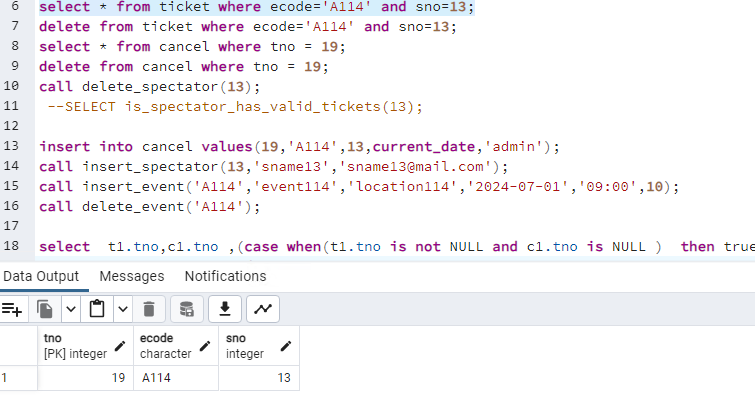 6 select * from ticket where ecode='A114' and sno=13;
7 delete from ticket where ecode='A114' and sno=13;
8 select * from cancel where tno = 19;
9 delete from cancel where tno = 19;
10 call delete_spectator(13);
11 --SELECT is_spectator_has_valid_tickets(13);
12
13 insert into cancel values(19,'A114',13,current_date,'admin');
14 call insert_spectator(13,'sname13','sname13@mail.com');
15 call insert_event('A114','event114','location114','2024-07-01','09:00',10);
16 call delete_event('A114');
17
18 select  t1.tno,c1.tno ,(case when(t1.tno is not NULL and c1.tno is NULL )  then true
Data Output Messages Notifications
tno ecode sno
[PK] integer character integer
1 19 A114 13